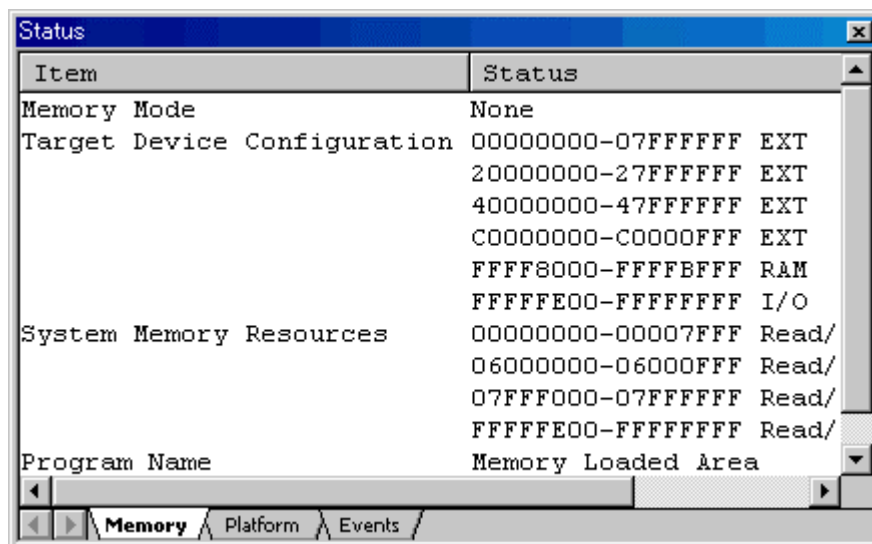 Status
Item Status
Memory Mode None
Target Device Configuration 00000000-07FFFFFF EXT
20000000-27FFFFFF EXT
40000000-47FFFFFF EXT
C0000000-C0000FFF EXT
FFFF8000-FFFFBFFF RAM
FFFFFE00-FFFFFFFF I/O
System Memory Resources 00000000-00007FFF Read/
06000000-06000FFF Read/
07FFF000-07FFFFFF Read/
FFFFFE00-FFFFFFFF Read/
Program Name Memory Loaded Area
Memory Platform Events